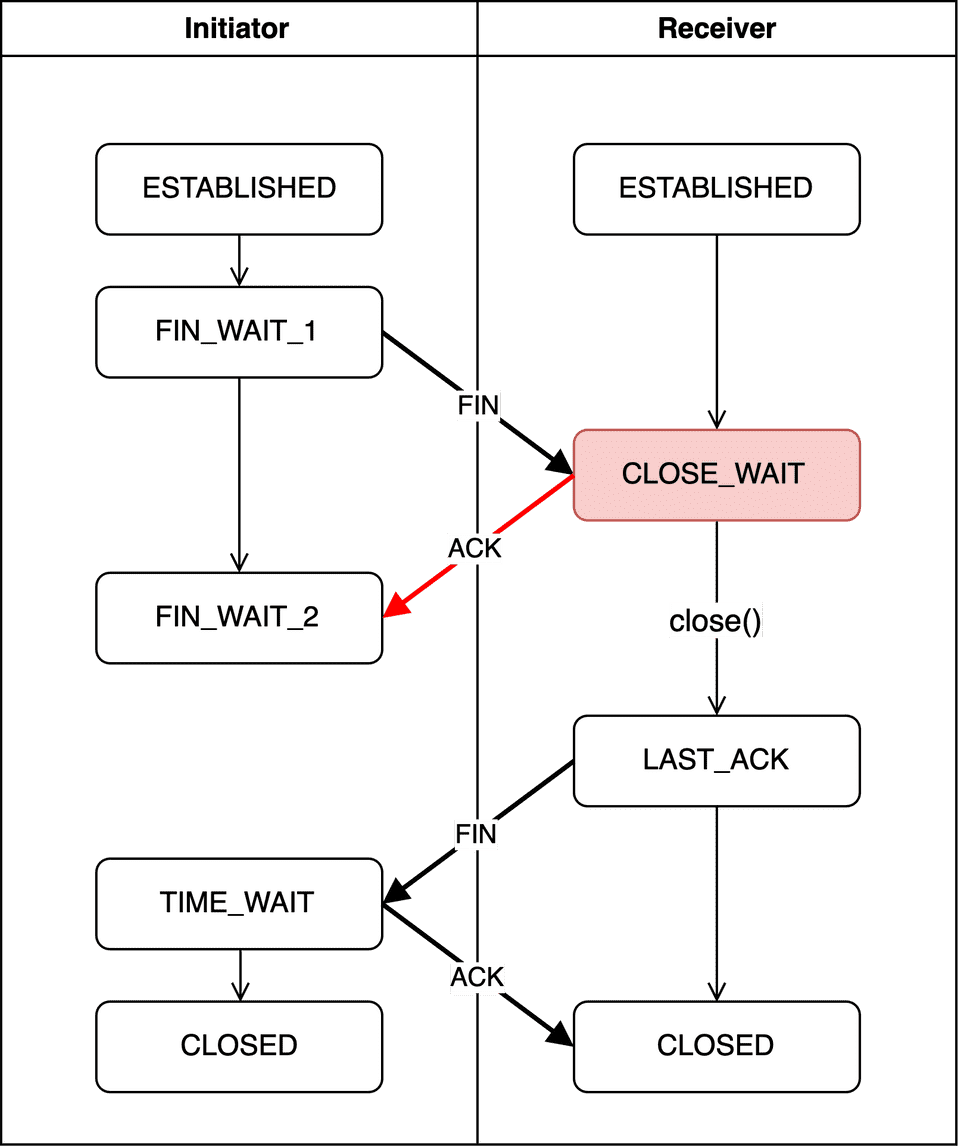 Initiator
Receiver
ESTABLISHED
ESTABLISHED
FIN_WAIT_1
FIN
CLOSE_WAIT
ACK
FIN_WAIT_2
close()
LAST_ACK
FIN
TIME_WAIT
ACK
CLOSED
CLOSED